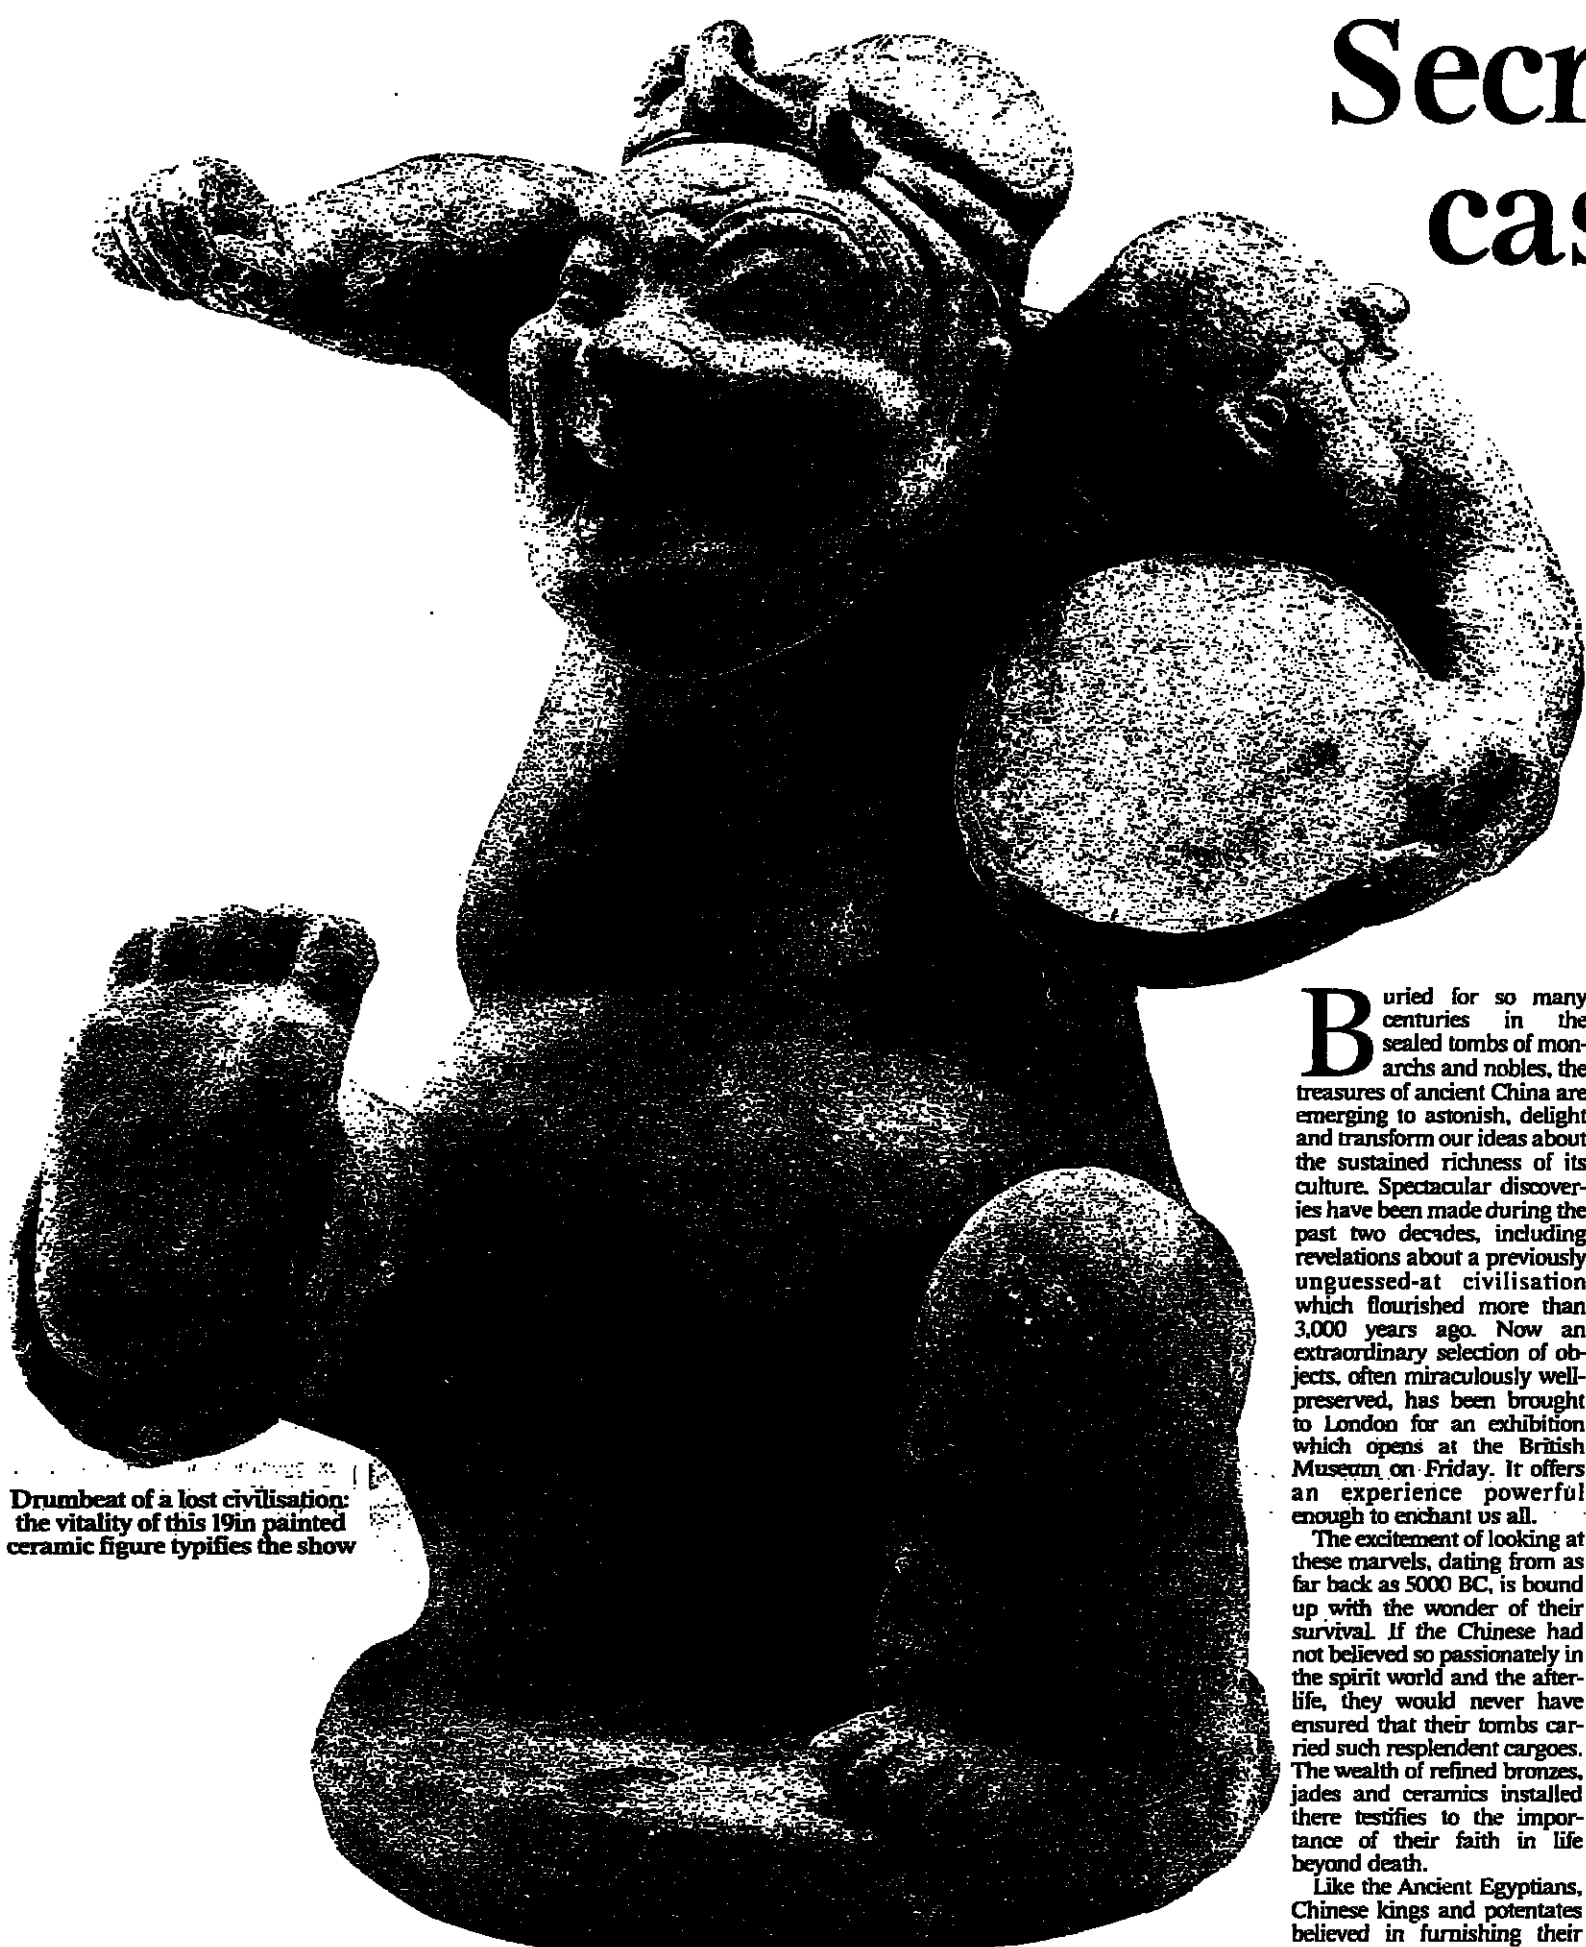 Secr
cas
Buried for so many
centuries in the
sealed tombs of mon-
archs and nobles, the
treasures of ancient China are
emerging to astonish, delight
and transform our ideas about
the sustained richness of its
culture. Spectacular discover-
ies have been made during the
past two decades, including
revelations about a previously
unguessed-at civilisation
which flourished more than
3,000 years ago. Now an
extraordinary selection of ob-
jects, often miraculously well-
preserved, has been brought
to London for an exhibition
which opens at the British
Museum on Friday. It offers
an experience powerful
enough to enchant us all.
The excitement of looking at
these marvels, dating from as
far back as 5000 BC, is bound
up with the wonder of their
survival. If the Chinese had
not believed so passionately in
the spirit world and the after-
life, they would never have
ensured that their tombs car-
ried such resplendent cargoes.
The wealth of refined bronzes,
jades and ceramics installed
there testifies to the impor-
tance of their faith in life
beyond death.
Like the Ancient Egyptians,
Chinese kings and potentates
believed in furnishing their
Drumbeat of a lost civilisation:
the vitality of this 19in painted
ceramic figure typifies the show